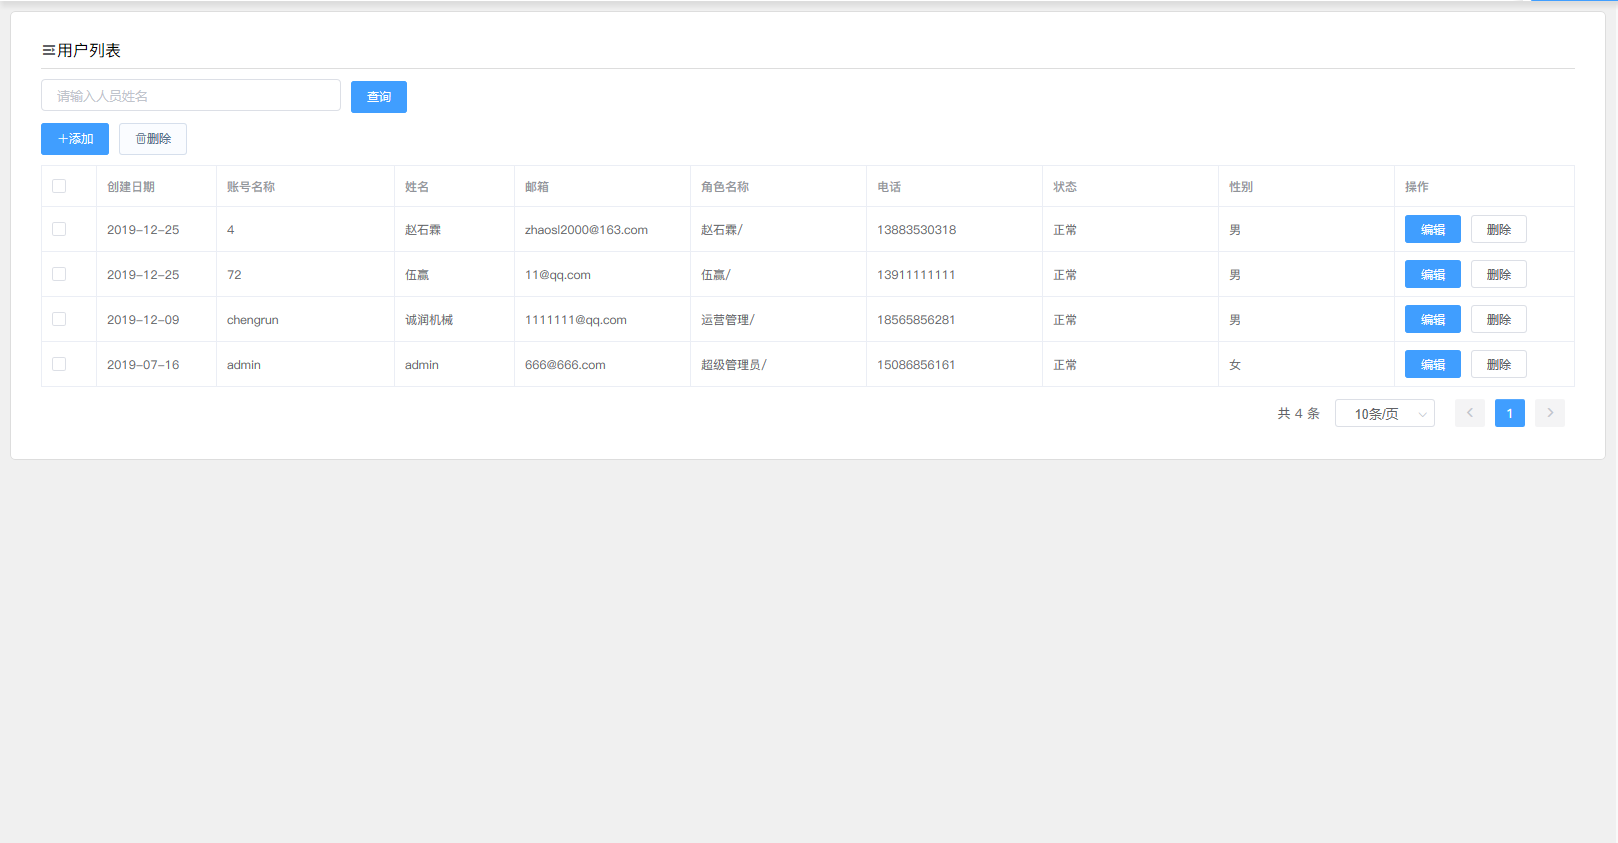 用户列表
请输入人员姓名 查询
添加 删除
创建日期 账号名称 姓名 邮箱 角色名称 电话 状态 性别 操作
2019-12-25 4 赵石霖 zhaosl2000@163.com 赵石霖/ 13883530318 正常 男 编辑 删除
2019-12-25 72 伍赢 11@qq.com 伍赢/ 13911111111 正常 男 编辑 删除
2019-12-09 chengrun 诚润机械 1111111@qq.com 运营管理/ 18565856281 正常 男 编辑 删除
2019-07-16 admin admin 666@666.com 超级管理员/ 15086856161 正常 女 编辑 删除
共 4 条 10条/页 1